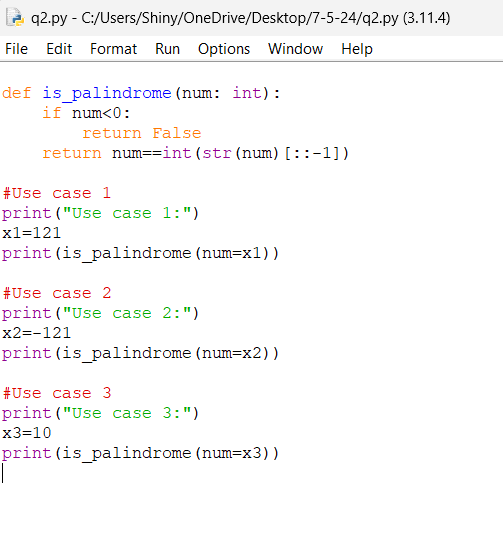 q2.py - C:/Users/Shiny/OneDrive/Desktop/7-5-24/q2.py (3.11.4)
File Edit Format Run Options Window Help
def is_palindrome(num: int):
    if num<0:
        return False
    return num==int(str(num)[::-1])
#Use case 1
print("Use case 1:")
x1=121
print(is_palindrome(num=x1))
#Use case 2
print("Use case 2:")
x2=-121
print(is_palindrome(num=x2))
#Use case 3
print("Use case 3:")
x3=10
print(is_palindrome(num=x3))